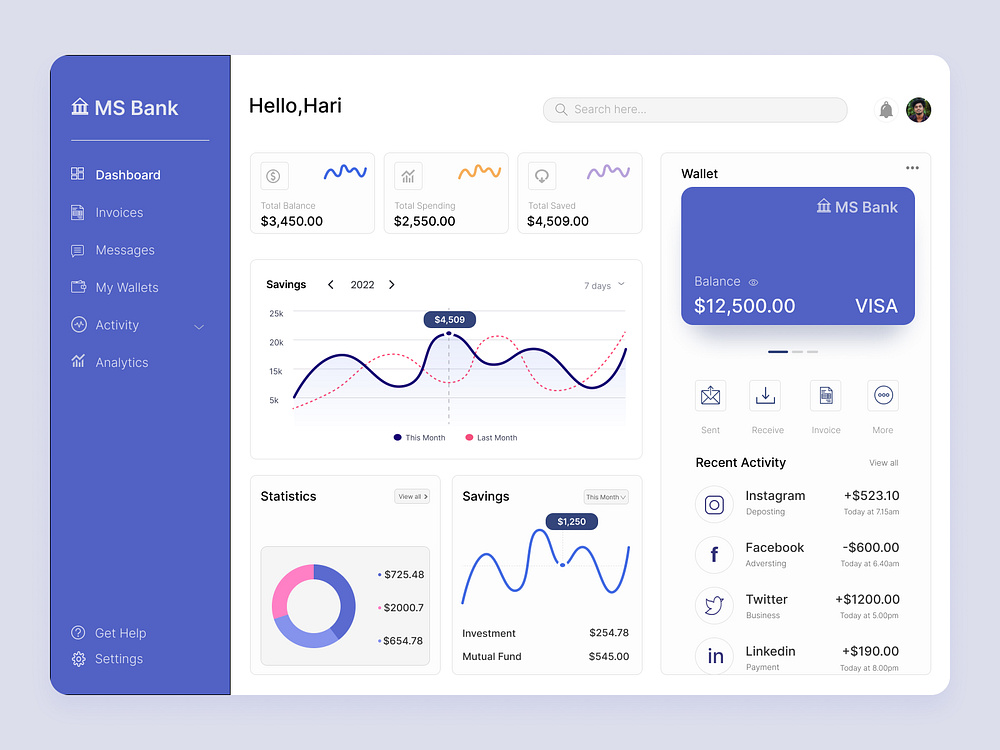 MS Bank
Dashboard
Invoices
Messages
My Wallets
Activity
Analytics
Get Help
Settings
Hello,Hari
Search here...
Total Balance
$3,450.00
Total Spending
$2,550.00
Total Saved
$4,509.00
Savings
2022
7 days
25k
20k
15k
5k
$4,509
This Month
Last Month
Statistics
View all
$725.48
$2000.7
$654.78
Savings
This Month
$1,250
Investment $254.78
Mutual Fund $545.00
Wallet
MS Bank
Balance
$12,500.00 VISA
Sent Receive Invoice More
Recent Activity View all
Instagram +$523.10
Deposting Today at 7.15am
Facebook -$600.00
Adversting Today at 6.40am
Twitter +$1200.00
Business Today at 5.00pm
Linkedin +$190.00
Payment Today at 8.00pm